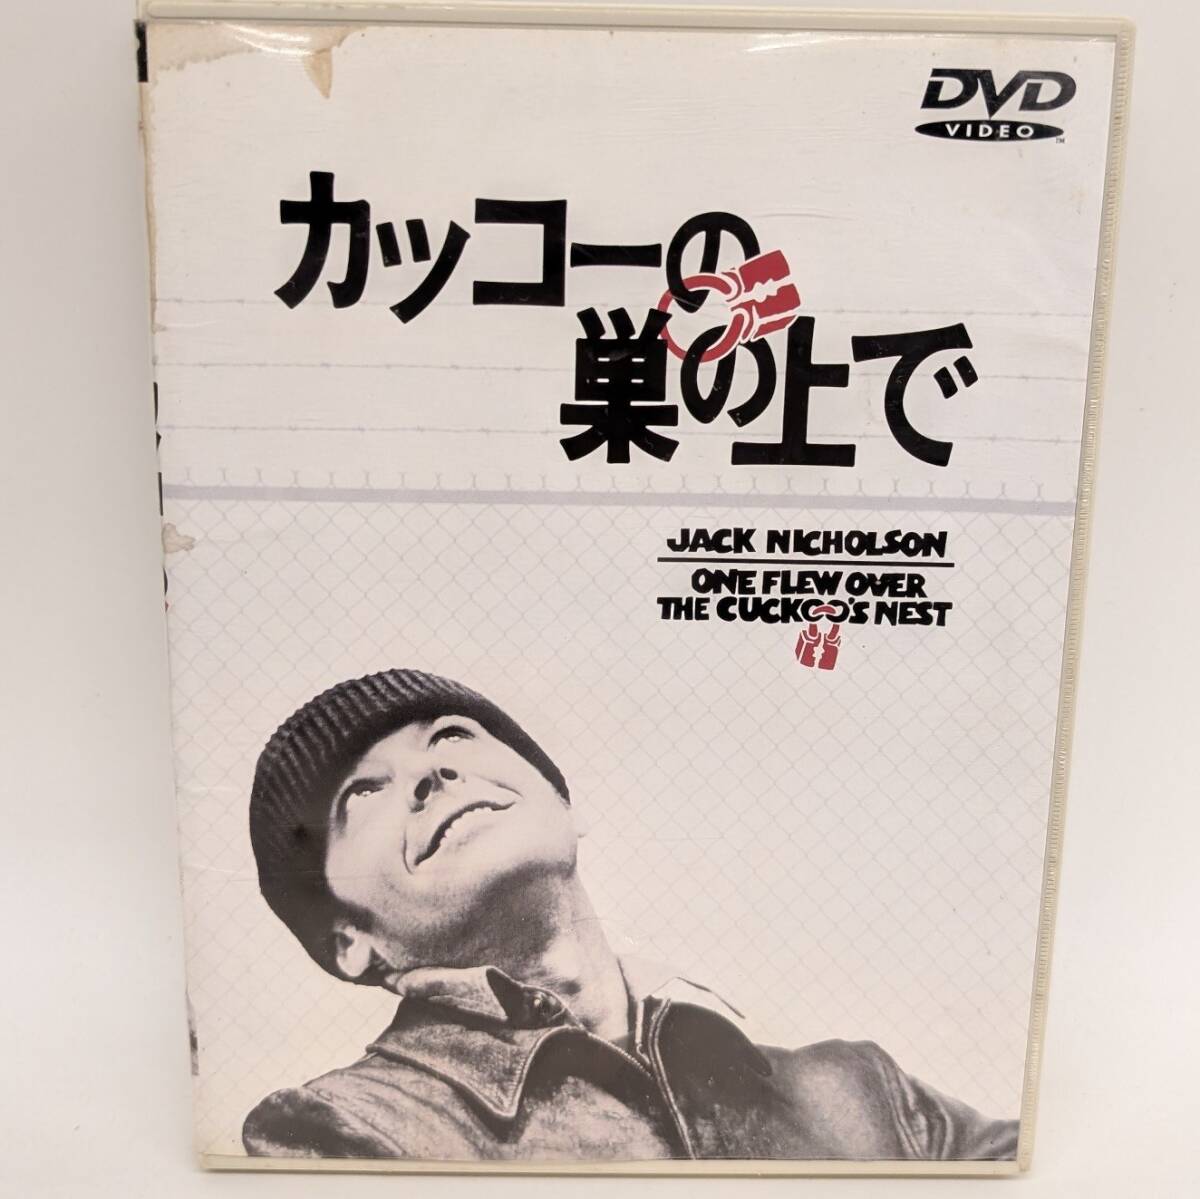 DVD
VIDEO
TM
カッコーの
巣の上で
JACK NICHOLSON
ONE FLEW OVER
THE CUCKOO'S NEST